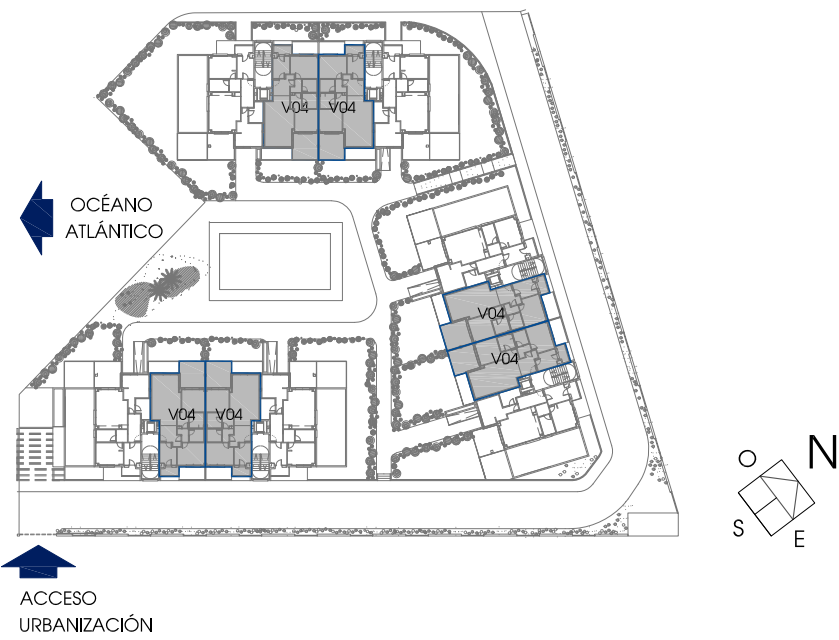 V04 V04
OCÉANO
ATLÁNTICO
V04
V04
V04 V04
N
O
S
E
ACCESO
URBANIZACIÓN